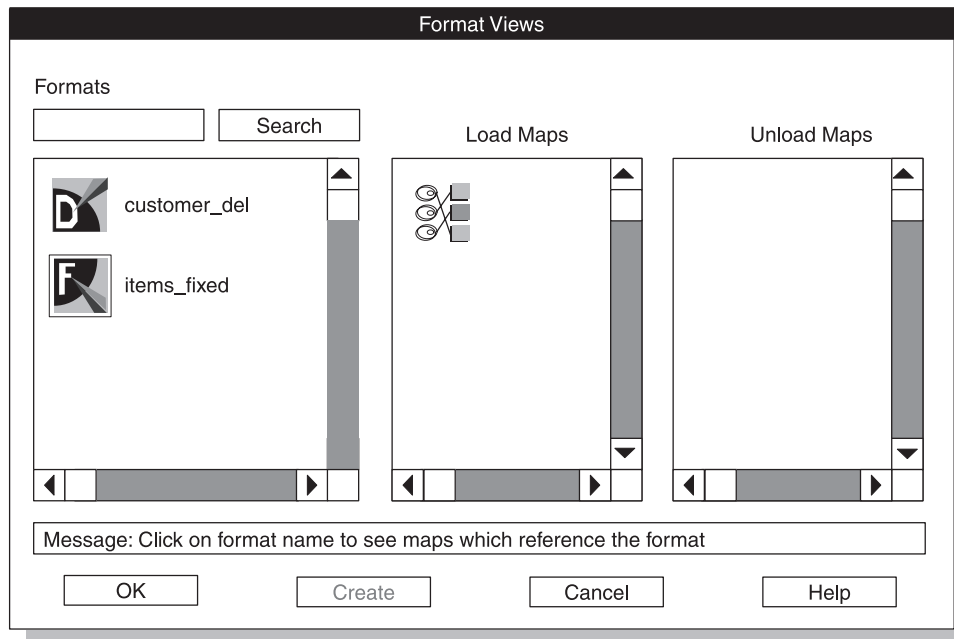 Format Views
Formats
Search
Load Maps
Unload Maps
D
customer_del
F
items_fixed
Message: Click on format name to see maps which reference the format
OK
Create
Cancel
Help